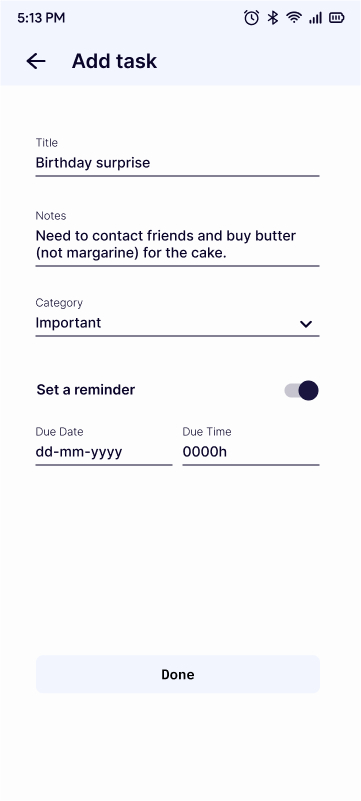 5:13 PM
Add task
Title
Birthday surprise
Notes
Need to contact friends and buy butter
(not margarine) for the cake.
Category
Important
Set a reminder
Due Date
Due Time
dd-mm-yyyy
0000h
Done